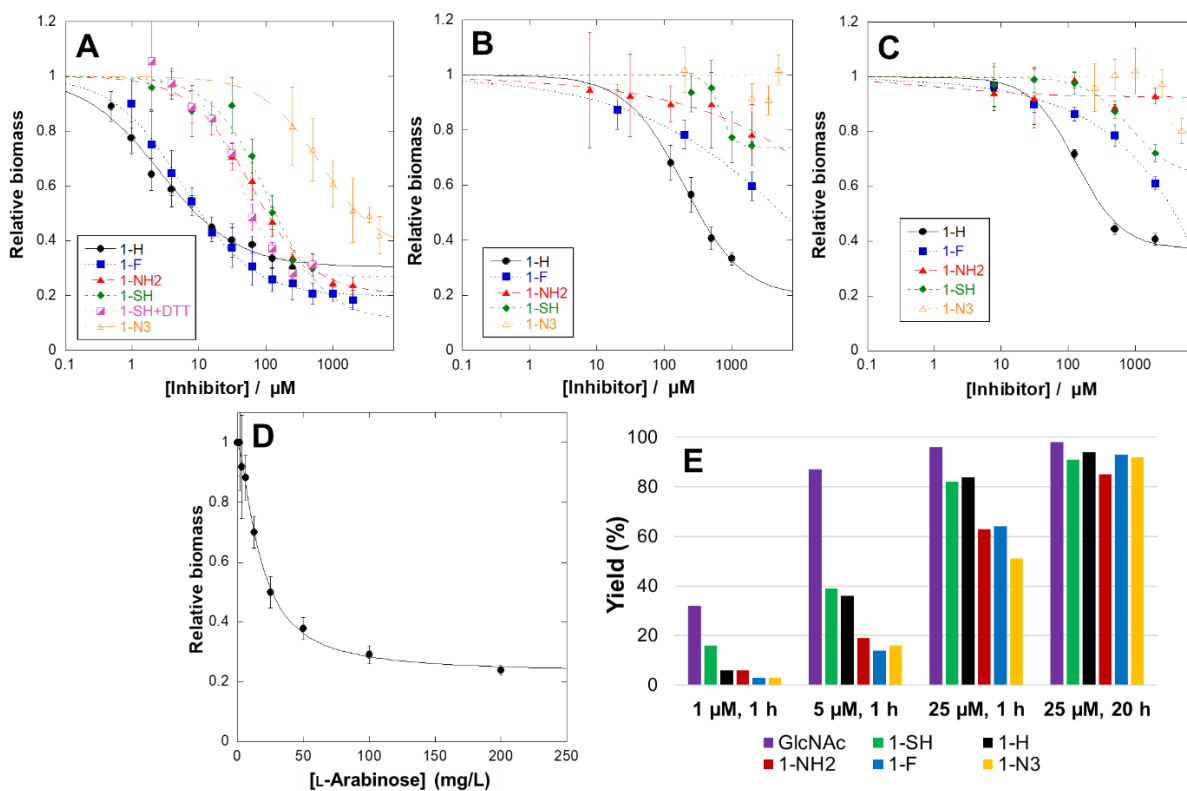 A
Relative biomass
1.2
1
0.8
0.6
0.4
0.2
0
1-H
1-F
1-NH2
1-SH
1-SH+DTT
1-N3
0.1 1 10 100 1000
[Inhibitor] / µM
B
Relative biomass
1.2
1
0.8
0.6
0.4
0.2
0
1-H
1-F
1-NH2
1-SH
1-N3
0.1 1 10 100 1000
[Inhibitor] / µM
C
Relative biomass
1.2
1
0.8
0.6
0.4
0.2
0
1-H
1-F
1-NH2
1-SH
1-N3
0.1 1 10 100 1000
[Inhibitor] / µM
D
Relative biomass
1
0.8
0.6
0.4
0.2
0
0 50 100 150 200 250
[L-Arabinose] (mg/L)
E
Yield (%)
100
80
60
40
20
0
1 µM, 1 h 5 µM, 1 h 25 µM, 1 h 25 µM, 20 h
GlcNAc 1-SH 1-H
1-NH2 1-F 1-N3